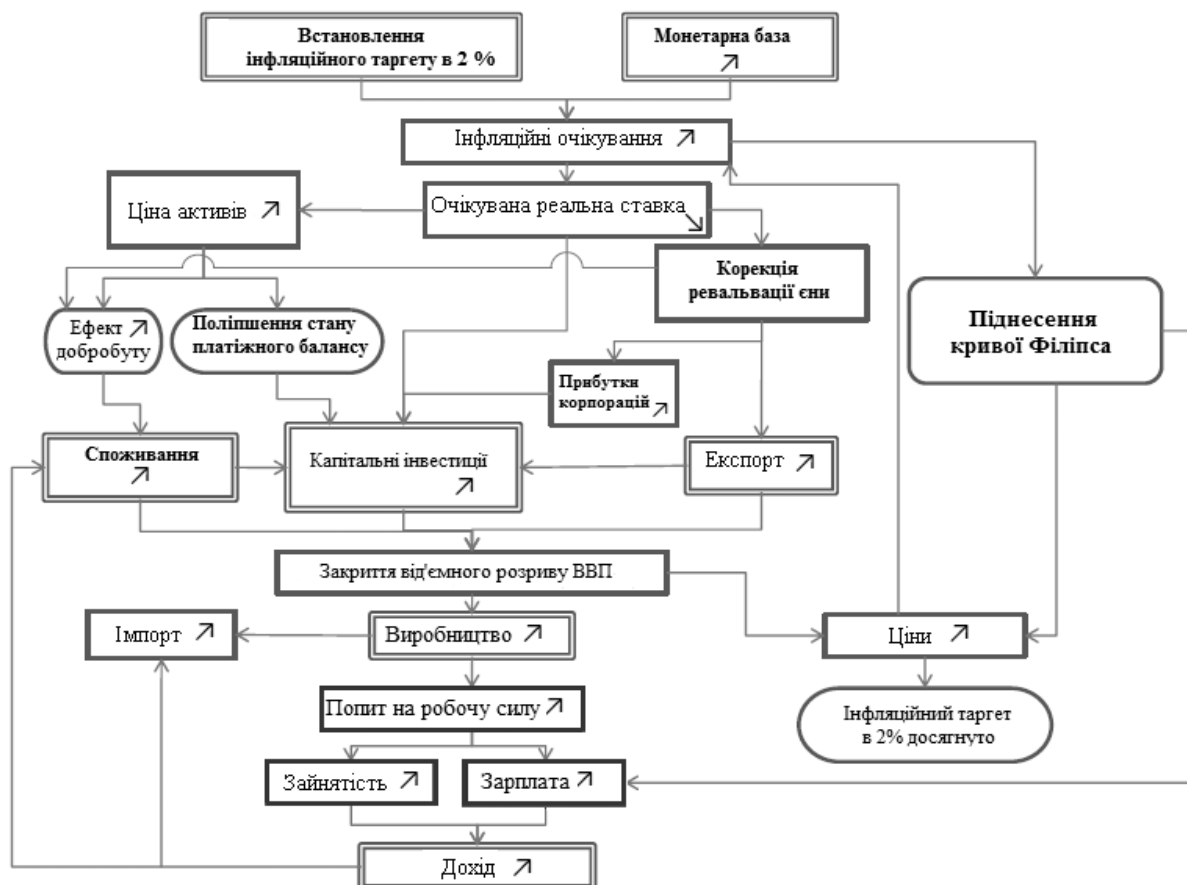 Встановлення
інфляційного таргету в 2 %
Монетарна база
Інфляційні очікування
Ціна активів
Очікувана реальна ставка
Корекція
ревальвації єни
Ефект
добробуту
Поліпшення стану
платіжного балансу
Піднесення
кривої Філіпса
Прибутки
корпорацій
Споживання
Капітальні інвестиції
Експорт
Закриття від'ємного розриву ВВП
Імпорт
Виробництво
Ціни
Попит на робочу силу
Інфляційний таргет
в 2% досягнуто
Зайнятість
Зарплата
Дохід